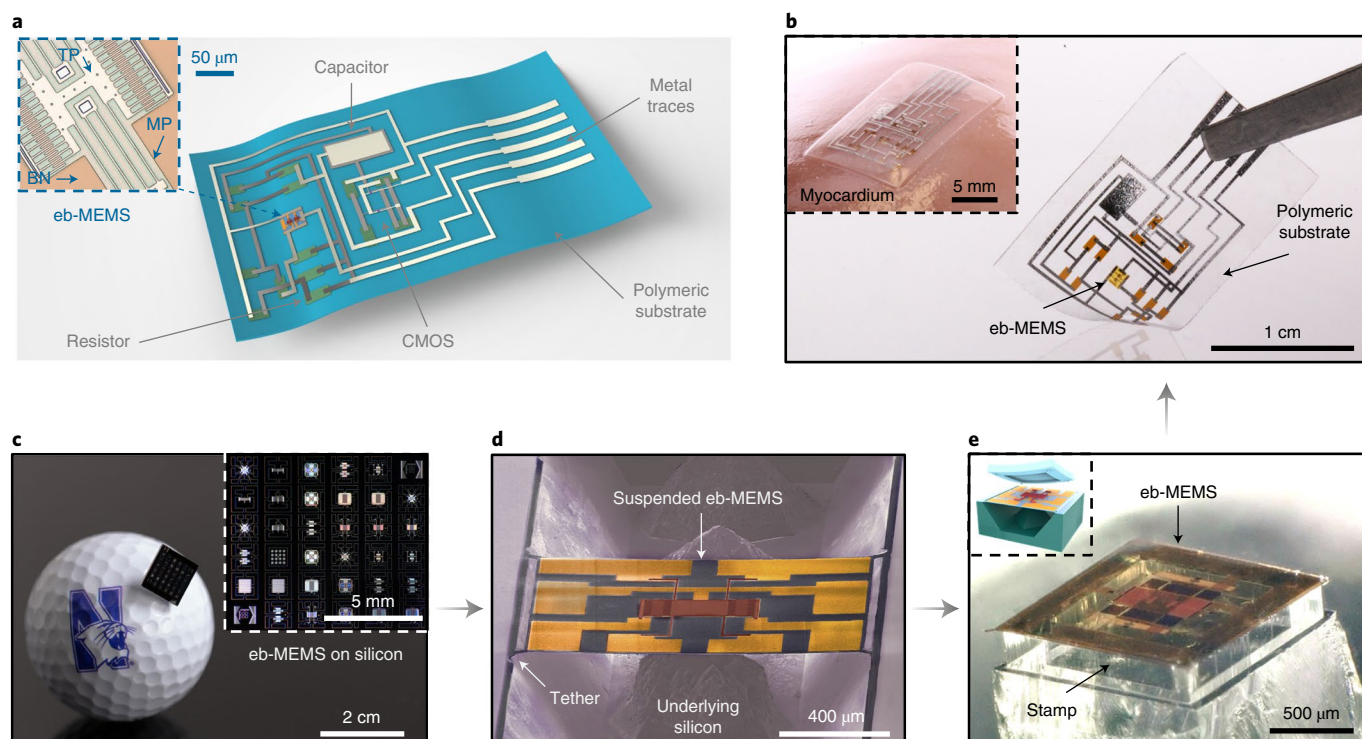 a
TP
50 μm
MP
BN
eb-MEMS
Capacitor
Metal
traces
Resistor
CMOS
Polymeric
substrate
b
Myocardium
5 mm
Polymeric
substrate
eb-MEMS
1 cm
c
N
5 mm
eb-MEMS on silicon
2 cm
d
Suspended eb-MEMS
Tether
Underlying
silicon
400 μm
e
eb-MEMS
Stamp
500 μm